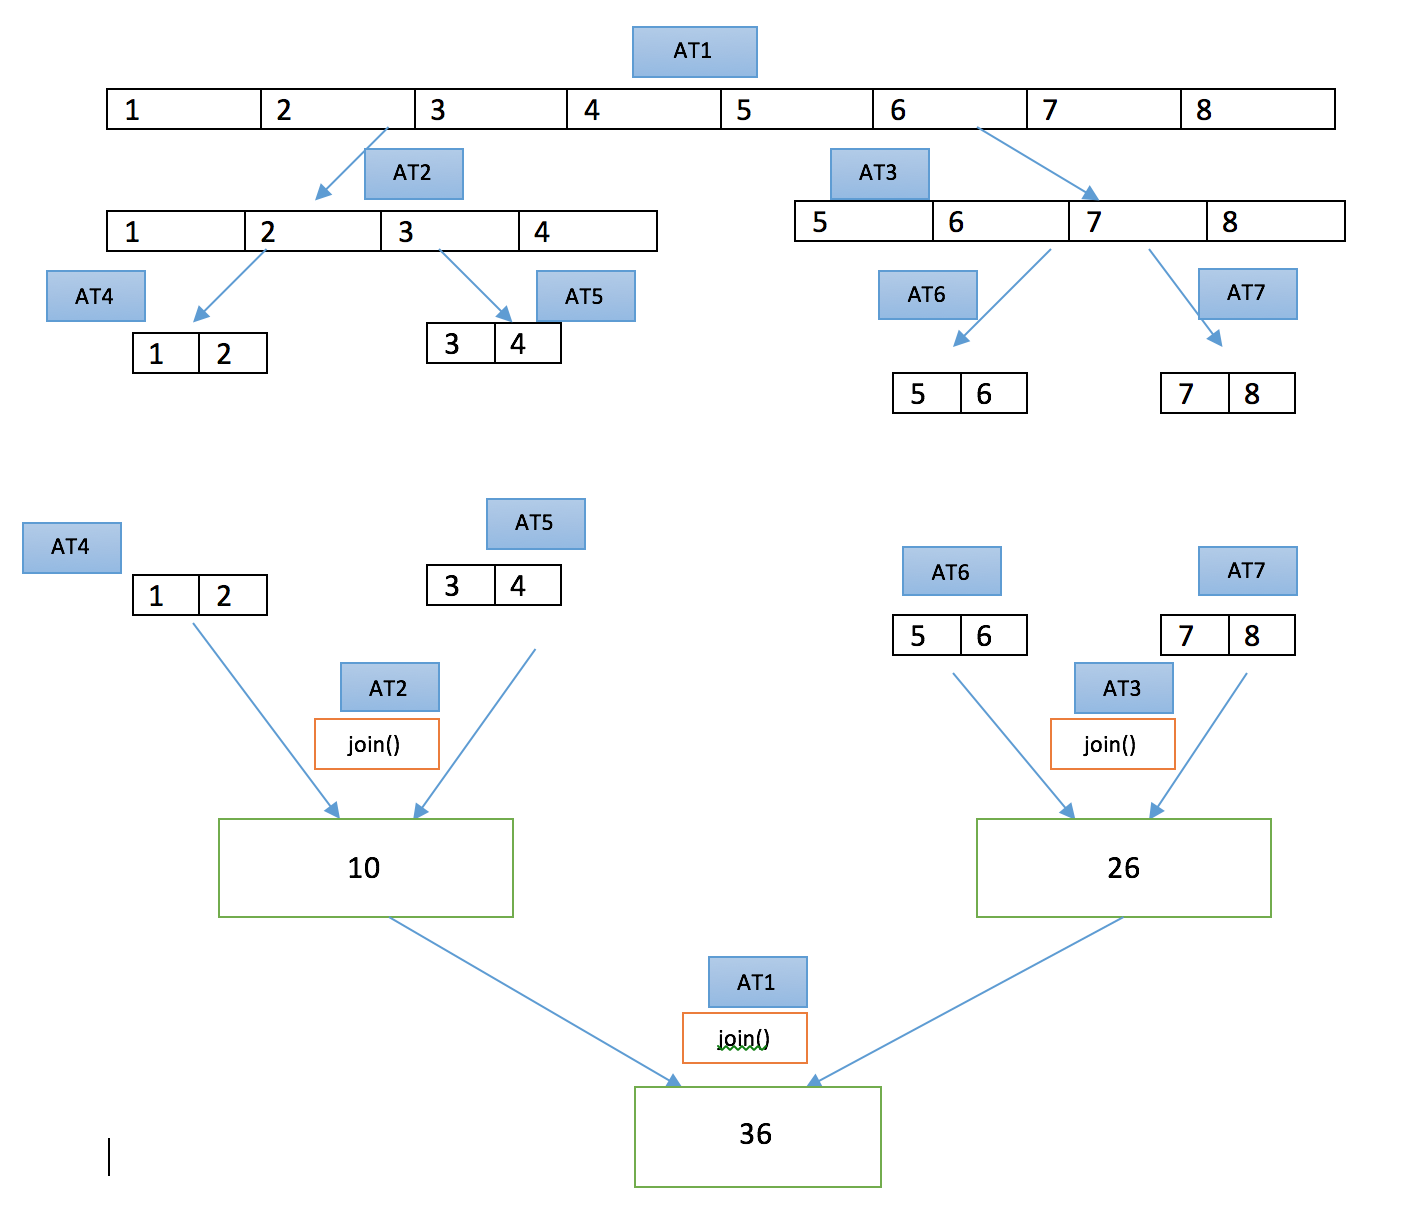 AT1
1 2 3 4 5 6 7 8
AT2 AT3
1 2 3 4
5 6 7 8
AT4 AT5 AT6 AT7
1 2
3 4
5 6
7 8
AT4
AT5
AT6
AT7
1 2
3 4
5 6
7 8
AT2
join()
AT3
join()
10
26
AT1
join()
36